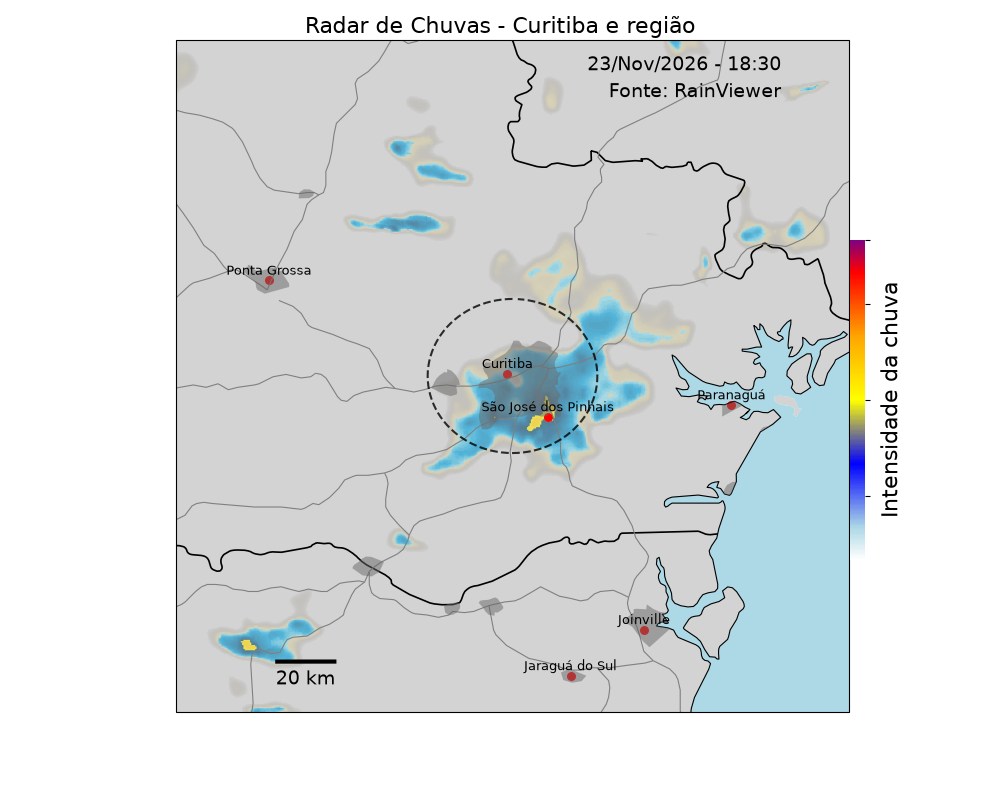 Radar de Chuvas - Curitiba e região
23/Nov/2026 - 18:30
Fonte: RainViewer
Ponta Grossa
Curitiba
São José dos Pinhais
Paranaguá
Intensidade da chuva
Joinville
Jaraguá do Sul
20 km